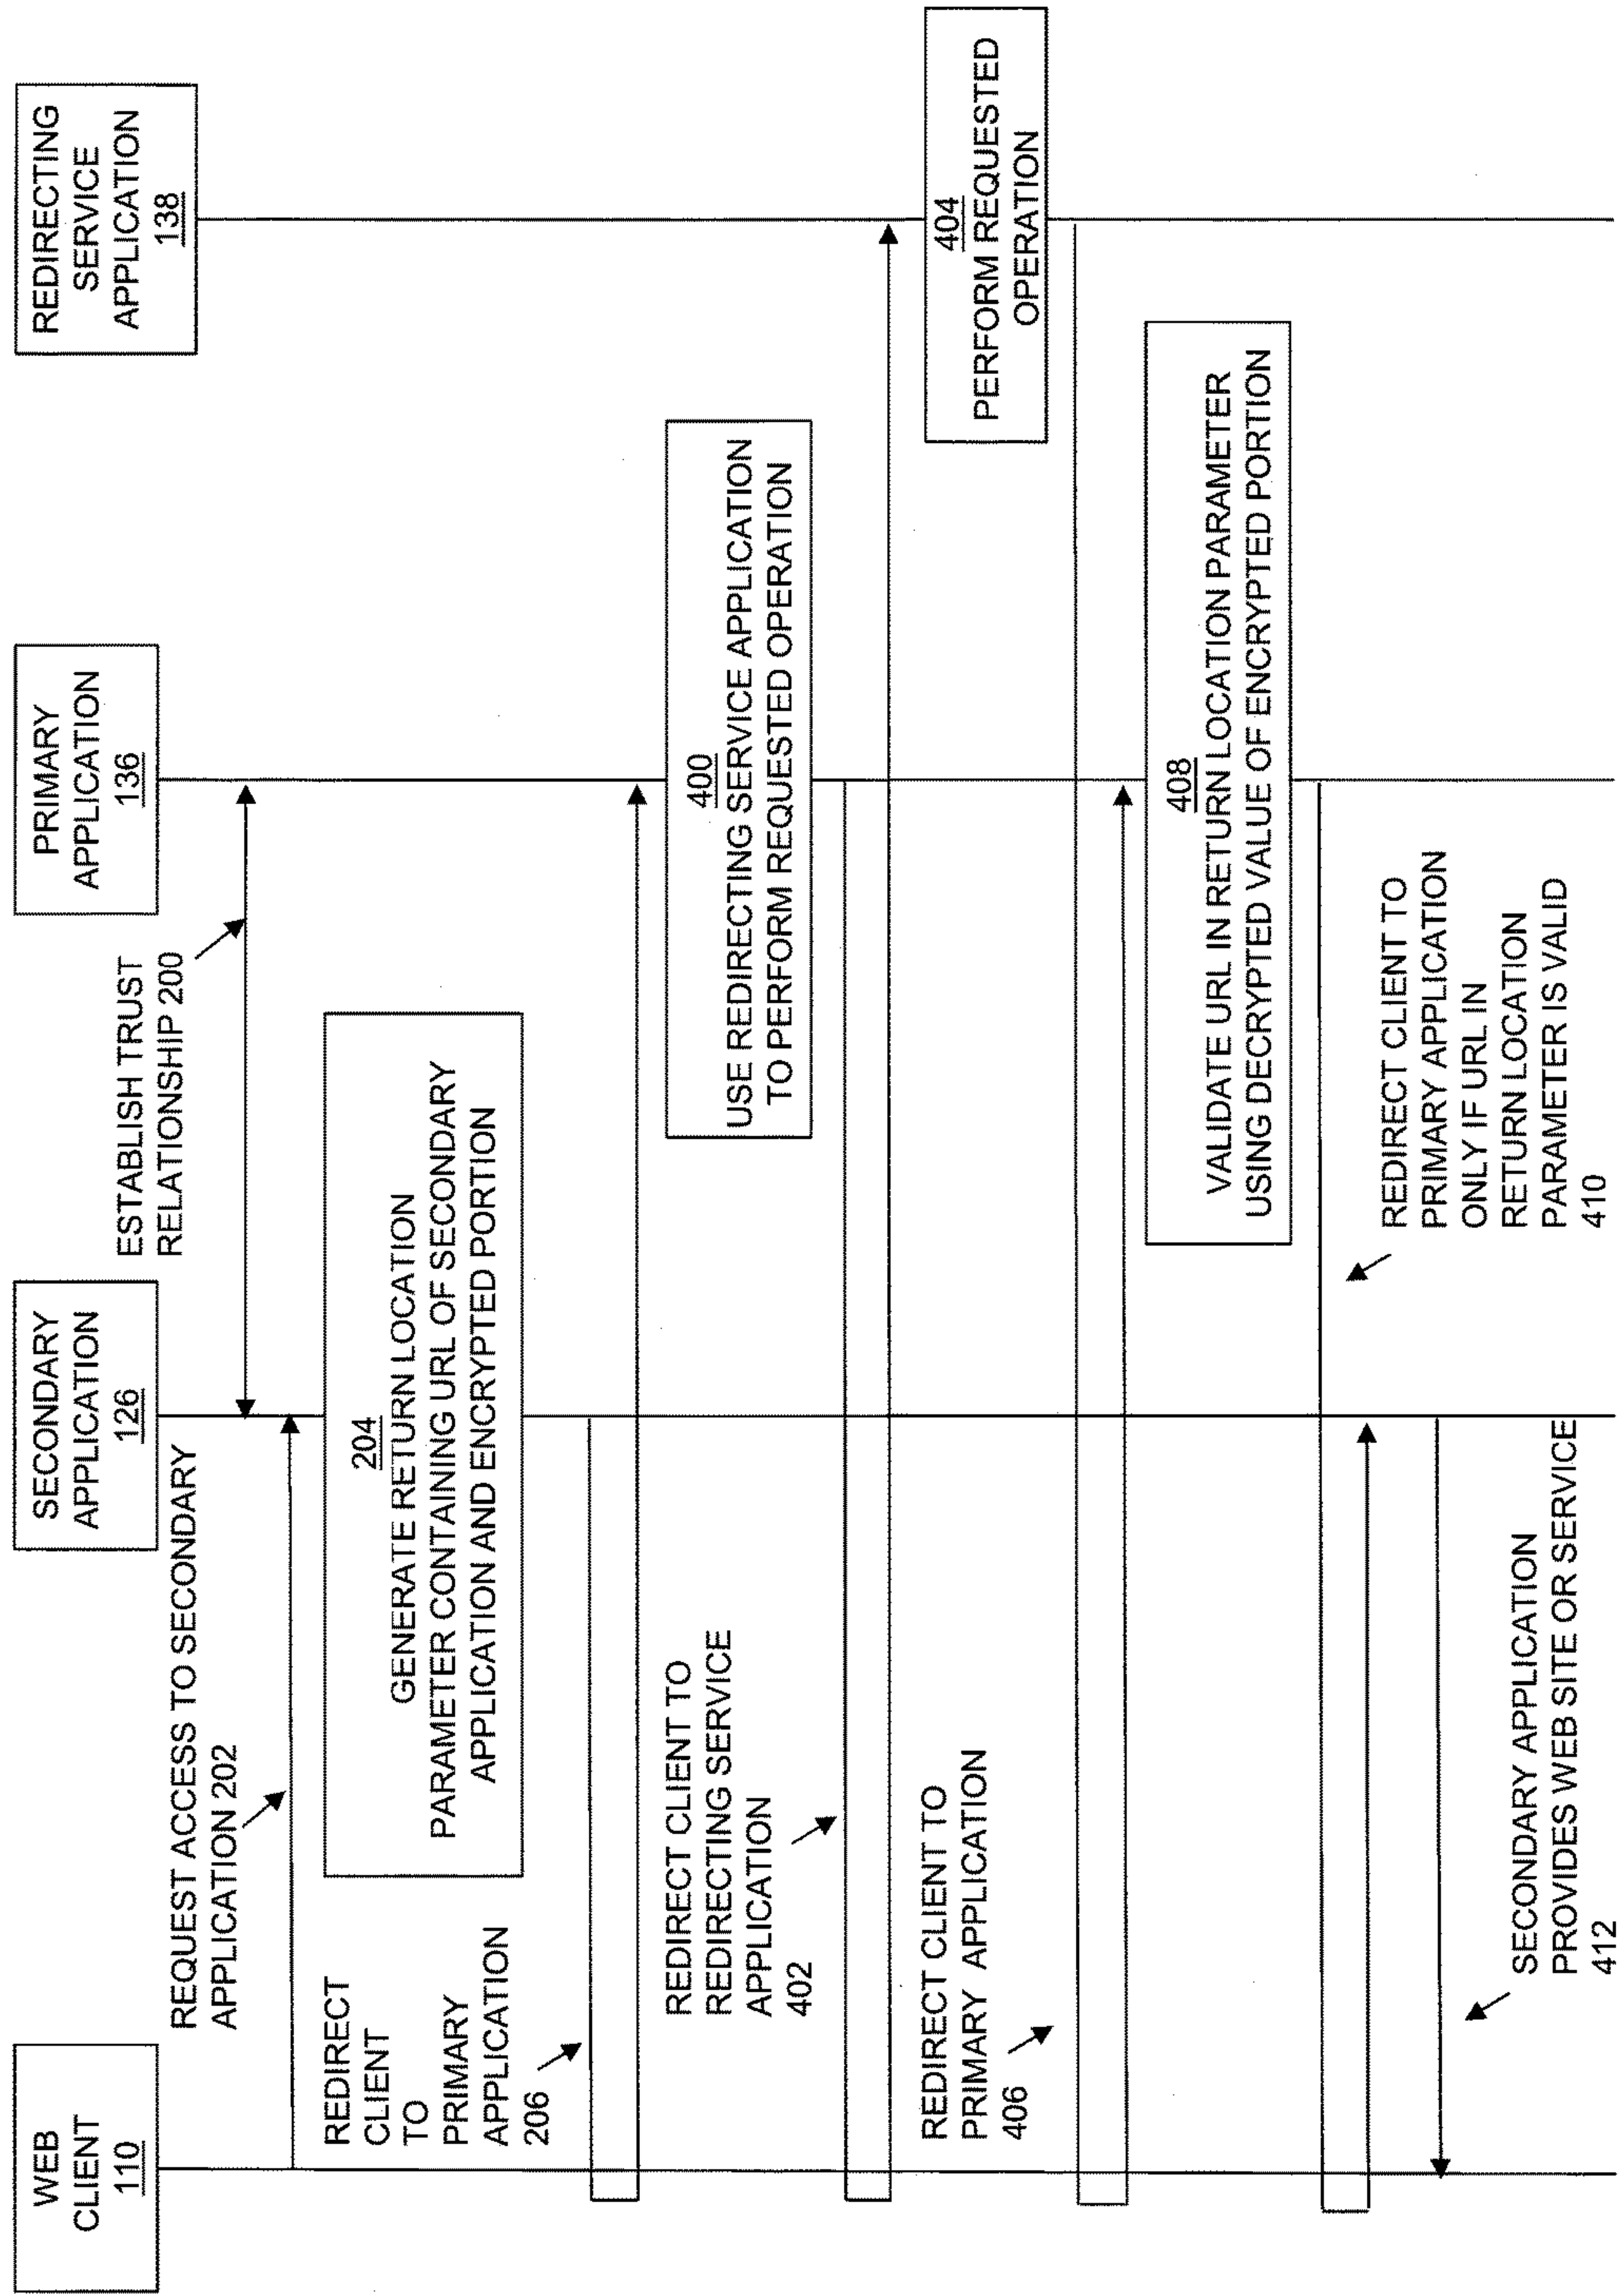 WEB
CLIENT
110
SECONDARY
APPLICATION
126
PRIMARY
APPLICATION
136
REDIRECTING
SERVICE
APPLICATION
138
ESTABLISH TRUST
RELATIONSHIP 200
REQUEST ACCESS TO SECONDARY
APPLICATION 202
204
GENERATE RETURN LOCATION
PARAMETER CONTAINING URL OF SECONDARY
APPLICATION AND ENCRYPTED PORTION
REDIRECT
CLIENT
TO
PRIMARY
APPLICATION
206
400
USE REDIRECTING SERVICE APPLICATION
TO PERFORM REQUESTED OPERATION
REDIRECT CLIENT TO
REDIRECTING SERVICE
APPLICATION
402
404
PERFORM REQUESTED
OPERATION
REDIRECT CLIENT TO
PRIMARY APPLICATION
406
408
VALIDATE URL IN RETURN LOCATION PARAMETER
USING DECRYPTED VALUE OF ENCRYPTED PORTION
REDIRECT CLIENT TO
PRIMARY APPLICATION
ONLY IF URL IN
RETURN LOCATION
PARAMETER IS VALID
410
SECONDARY APPLICATION
PROVIDES WEB SITE OR SERVICE
412